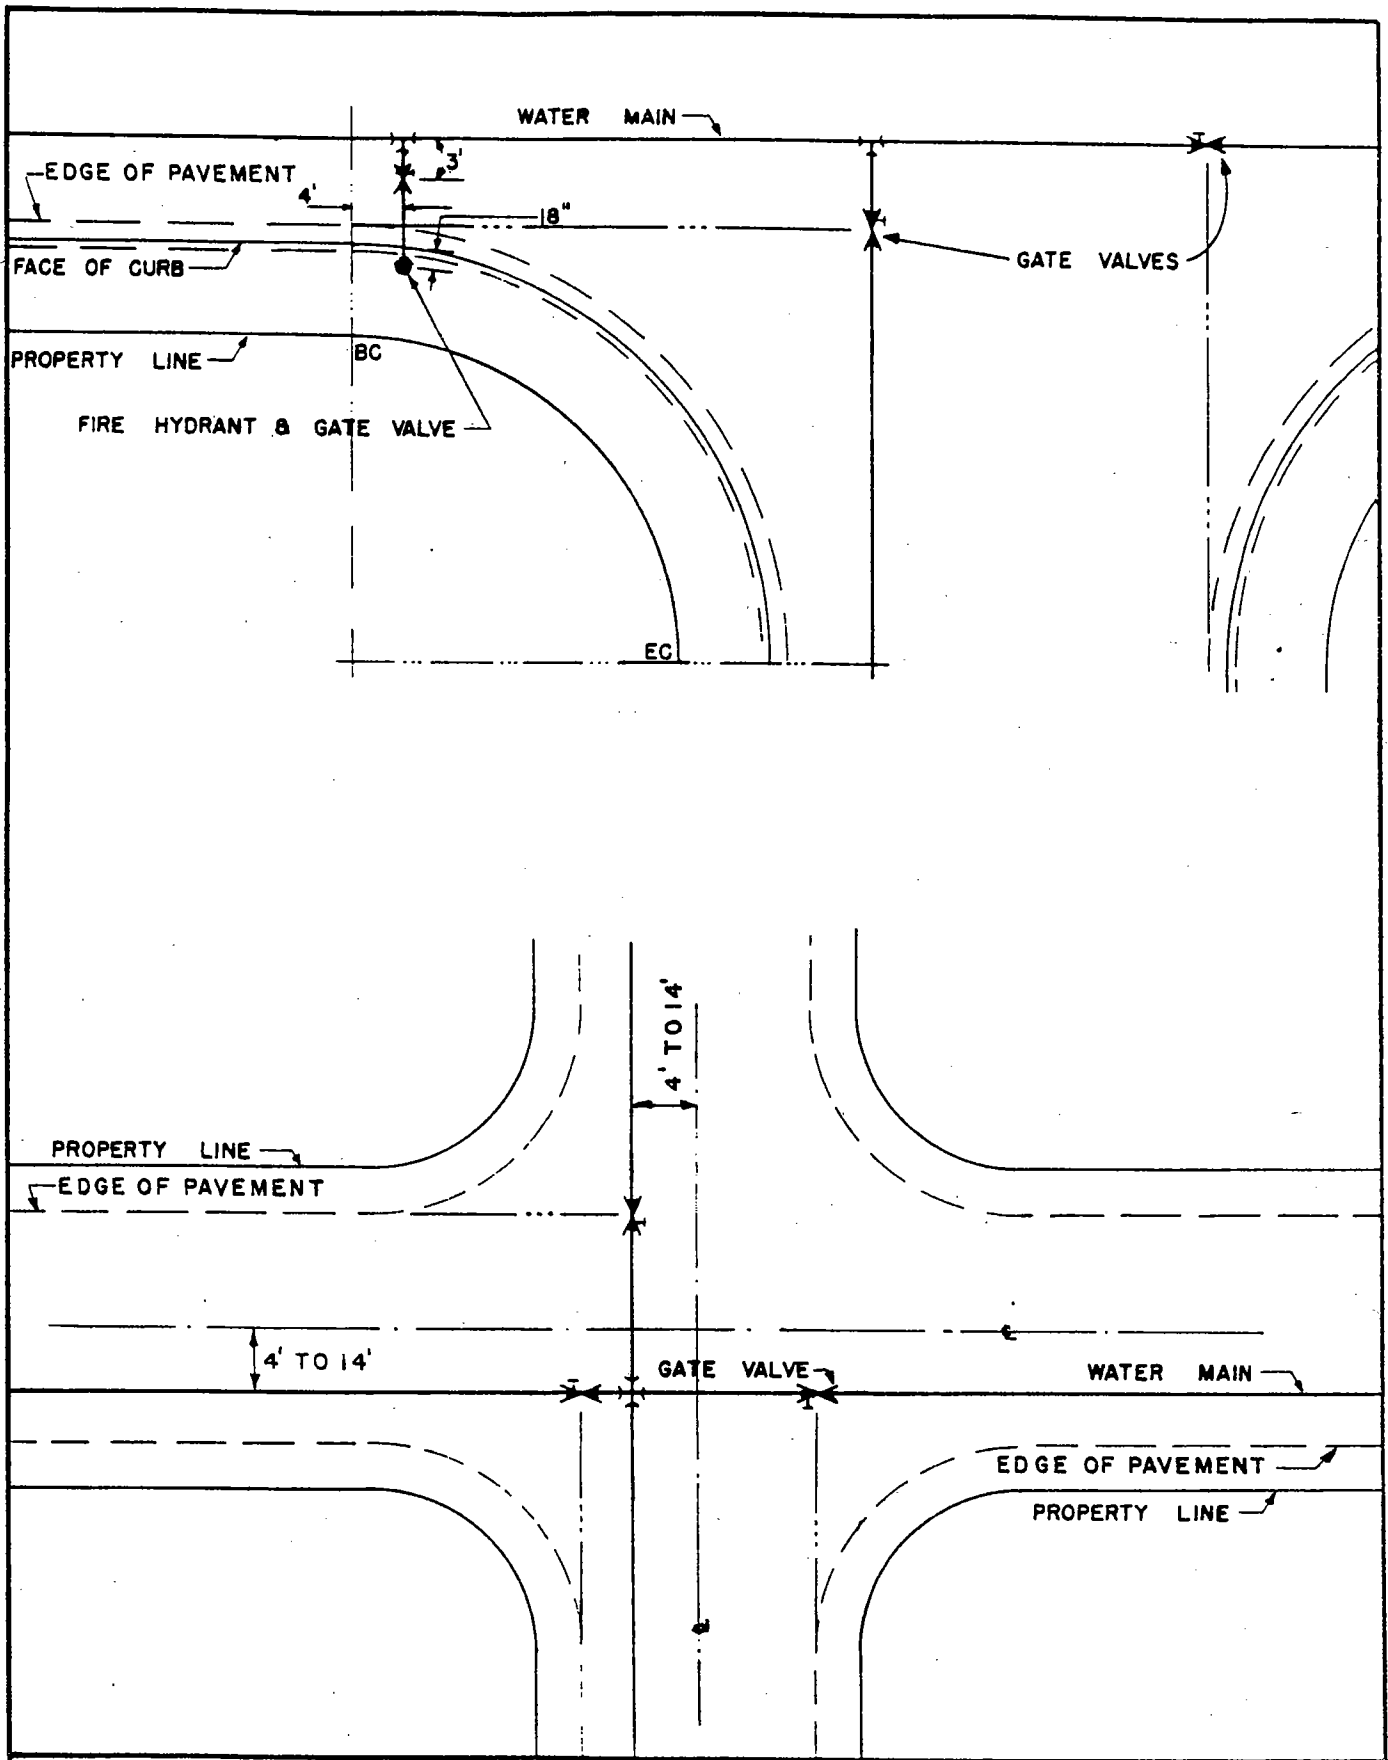 WATER MAIN
3'
EDGE OF PAVEMENT
4'
18"
FACE OF CURB
GATE VALVES
PROPERTY LINE
BC
FIRE HYDRANT & GATE VALVE
EC
4' TO 14'
PROPERTY LINE
EDGE OF PAVEMENT
℄
4' TO 14'
GATE VALVE
WATER MAIN
EDGE OF PAVEMENT
PROPERTY LINE
℄